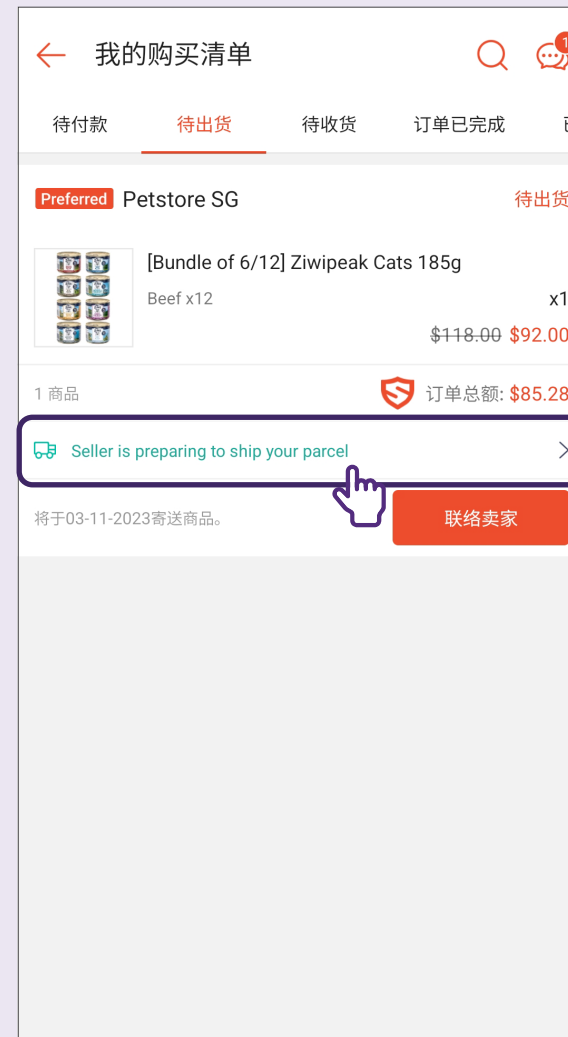 我的购买清单
1
待付款 待出货 待收货 订单已完成
Preferred Petstore SG 待出货
[Bundle of 6/12] Ziwipeak Cats 185g
Beef x12
x1
$118.00 $92.00
1 商品 订单总额: $85.28
Seller is preparing to ship your parcel
将于03-11-2023寄送商品。 联络卖家